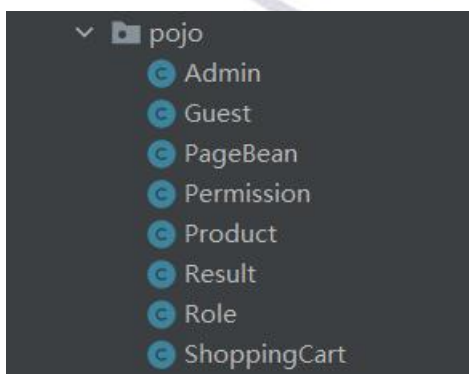 pojo
Admin
Guest
PageBean
Permission
Product
Result
Role
ShoppingCart